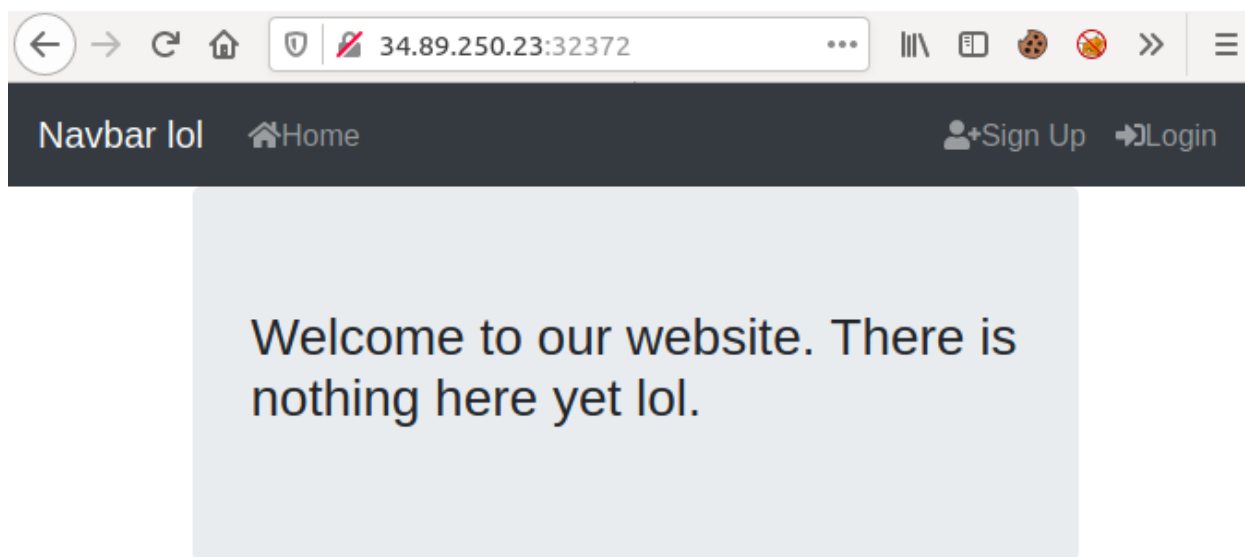 34.89.250.23:32372
Navbar lol Home Sign Up Login
Welcome to our website. There is
nothing here yet lol.